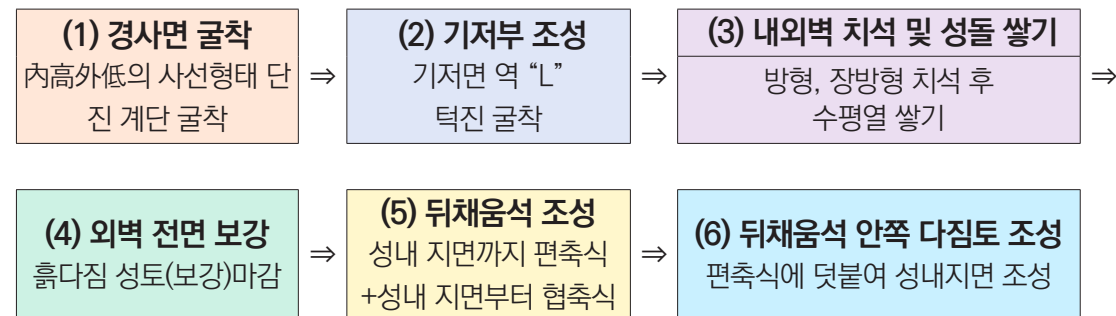 (1) 경사면 굴착
內高外低의 사선형태 단
진 계단 굴착
⇒
(2) 기저부 조성
기저면 역 “L”
턱진 굴착
⇒
(3) 내외벽 치석 및 성돌 쌓기
방형, 장방형 치석 후
수평열 쌓기
⇒
(4) 외벽 전면 보강
흙다짐 성토(보강)마감
⇒
(5) 뒤채움석 조성
성내 지면까지 편축식
+성내 지면부터 협축식
⇒
(6) 뒤채움석 안쪽 다짐토 조성
편축식에 덧붙여 성내지면 조성